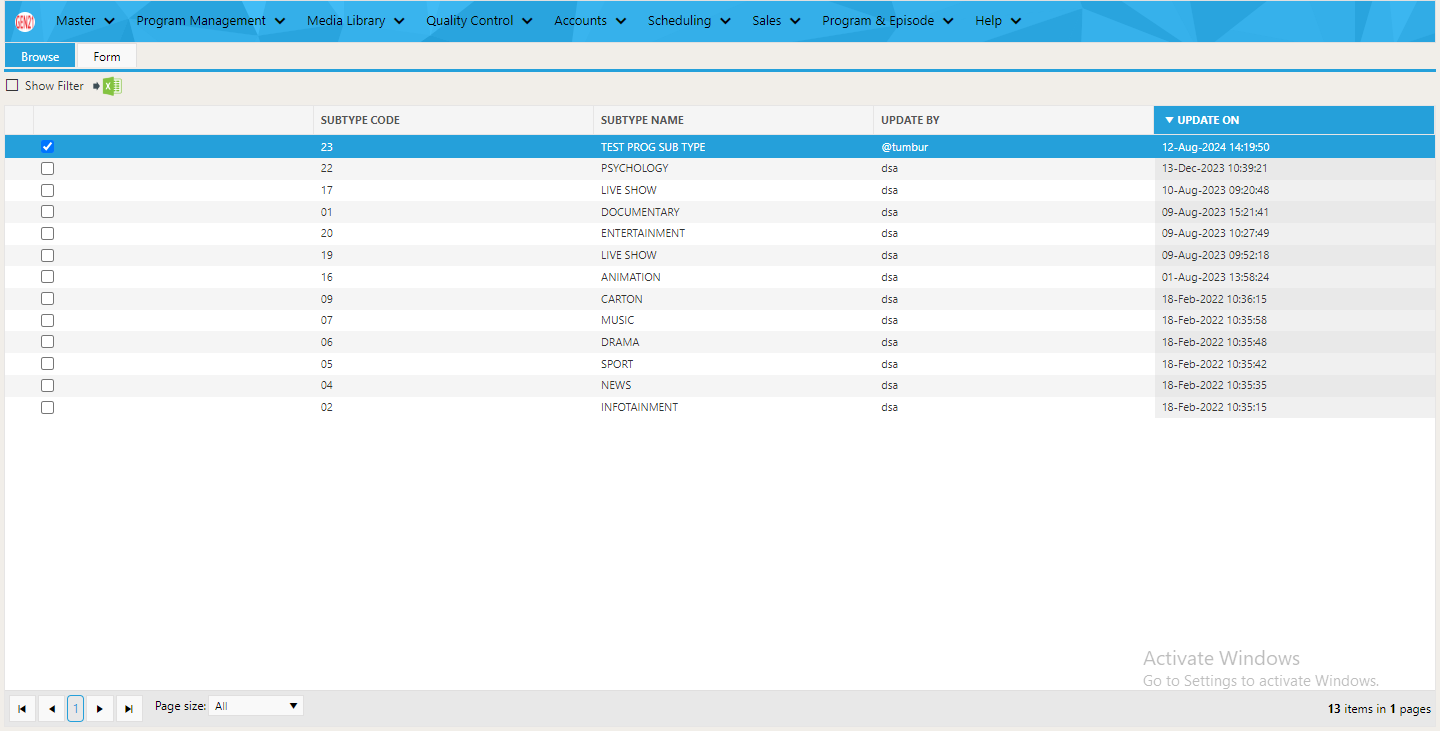 GEN21 Master Program Management Media Library Quality Control Accounts Scheduling Sales Program & Episode Help
Browse Form
Show Filter
SUBTYPE CODE SUBTYPE NAME UPDATE BY UPDATE ON
23 TEST PROG SUB TYPE @tumbur 12-Aug-2024 14:19:50
22 PSYCHOLOGY dsa 13-Dec-2023 10:39:21
17 LIVE SHOW dsa 10-Aug-2023 09:20:48
01 DOCUMENTARY dsa 09-Aug-2023 15:21:41
20 ENTERTAINMENT dsa 09-Aug-2023 10:27:49
19 LIVE SHOW dsa 09-Aug-2023 09:52:18
16 ANIMATION dsa 01-Aug-2023 13:58:24
09 CARTON dsa 18-Feb-2022 10:36:15
07 MUSIC dsa 18-Feb-2022 10:35:58
06 DRAMA dsa 18-Feb-2022 10:35:48
05 SPORT dsa 18-Feb-2022 10:35:42
04 NEWS dsa 18-Feb-2022 10:35:35
02 INFOTAINMENT dsa 18-Feb-2022 10:35:15
Activate Windows
Go to Settings to activate Windows.
1 Page size: All 13 items in 1 pages